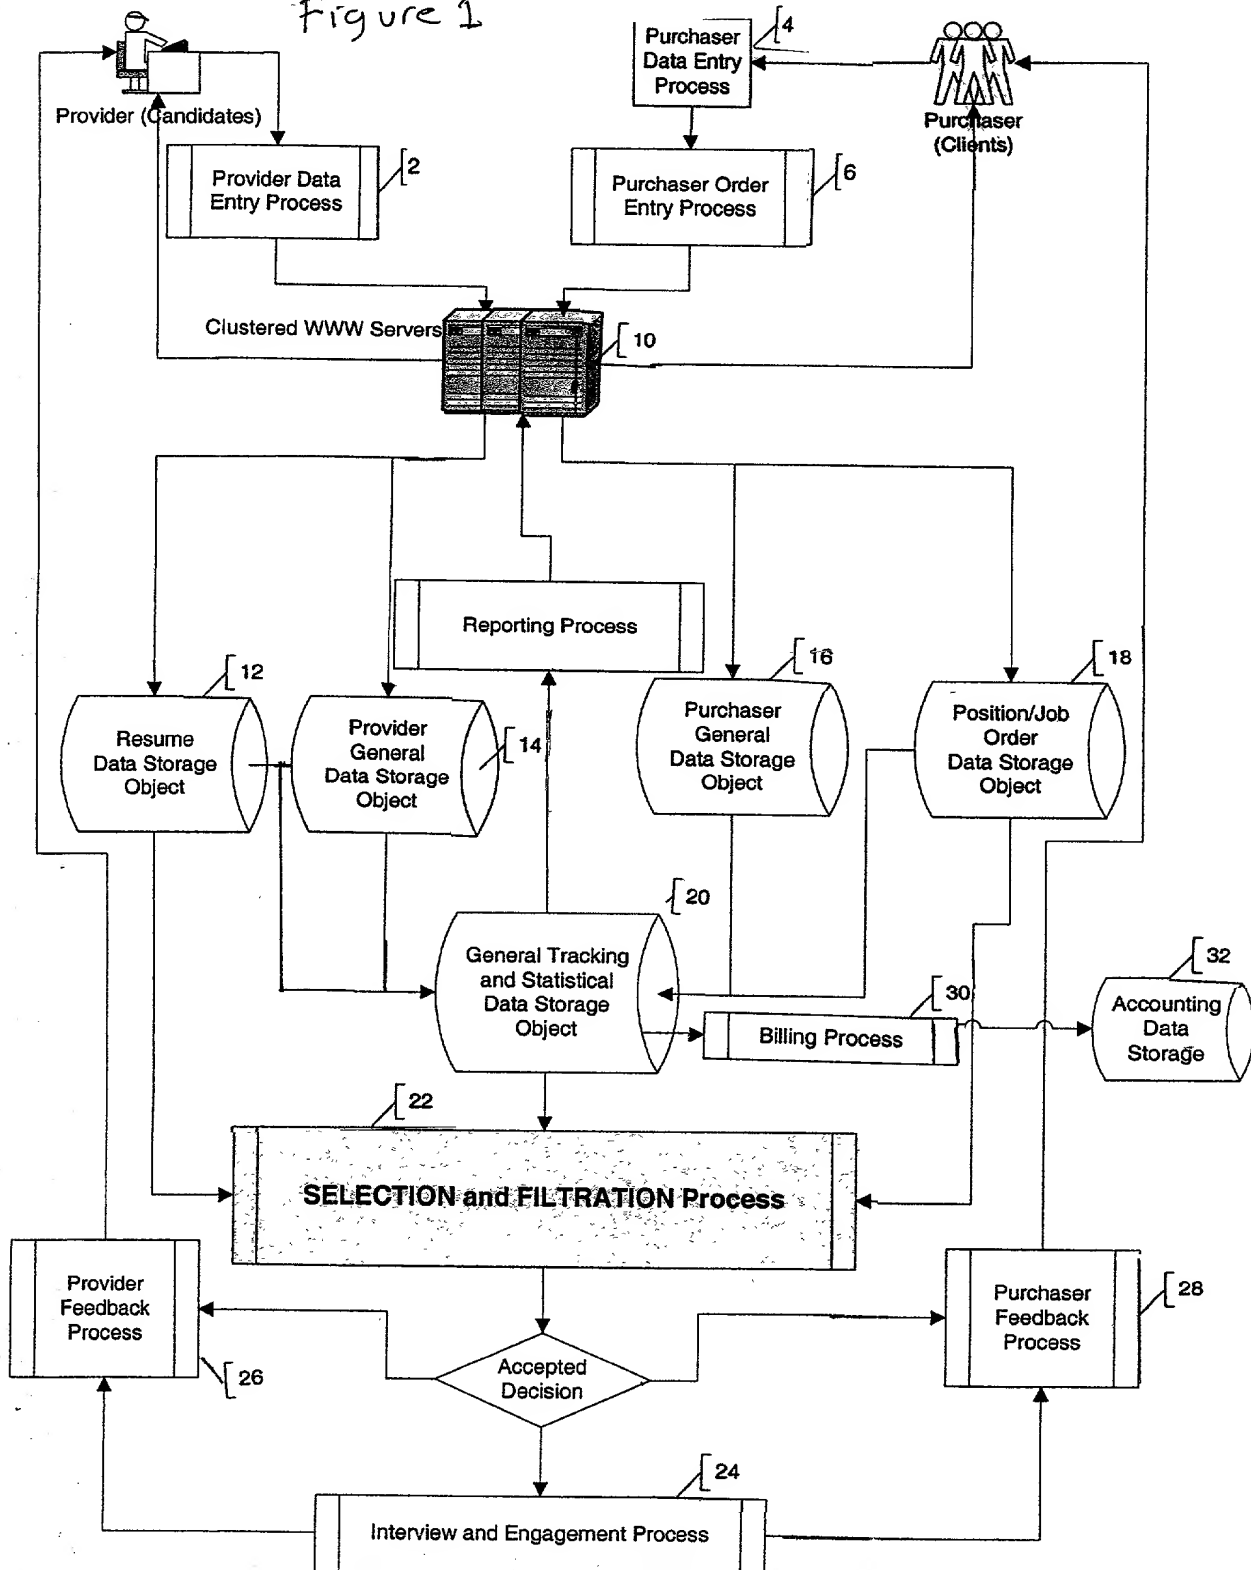 Figure 1
4
Purchaser
Data Entry
Process
Provider (Candidates)
Purchaser
(Clients)
2
Provider Data
Entry Process
6
Purchaser Order
Entry Process
Clustered WWW Servers
10
Reporting Process
12
Resume
Data Storage
Object
14
Provider
General
Data Storage
Object
16
Purchaser
General
Data Storage
Object
18
Position/Job
Order
Data Storage
Object
20
General Tracking
and Statistical
Data Storage
Object
30
Billing Process
32
Accounting
Data
Storage
22
SELECTION and FILTRATION Process
Provider
Feedback
Process
26
Accepted
Decision
Purchaser
Feedback
Process
28
24
Interview and Engagement Process